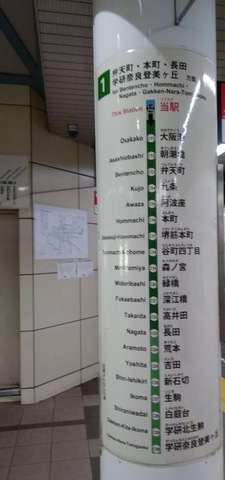 1
弁天町・本町・長田
学研奈良登美ヶ丘 方面
for Bentencho・Hommachi・
Nagata・Gakken-Nara-Tomigaoka
This Station 当駅
Osakako 大阪港
Asashiobashi 朝潮橋
Bentencho 弁天町
Kujo 九条
Awaza 阿波座
Hommachi 本町
Sakaisuji-Hommachi 堺筋本町
Tanimachi 4-chome 谷町四丁目
Morinomiya 森ノ宮
Midoribashi 緑橋
Fukaebashi 深江橋
Takaida 高井田
Nagata 長田
Aramoto 荒本
Yoshita 吉田
Shin-Ishikiri 新石切
Ikoma 生駒
Shiraniwadai 白庭台
Gakken Kita-Ikoma 学研北生駒
Gakken Nara-Tomigaoka 学研奈良登美ヶ丘